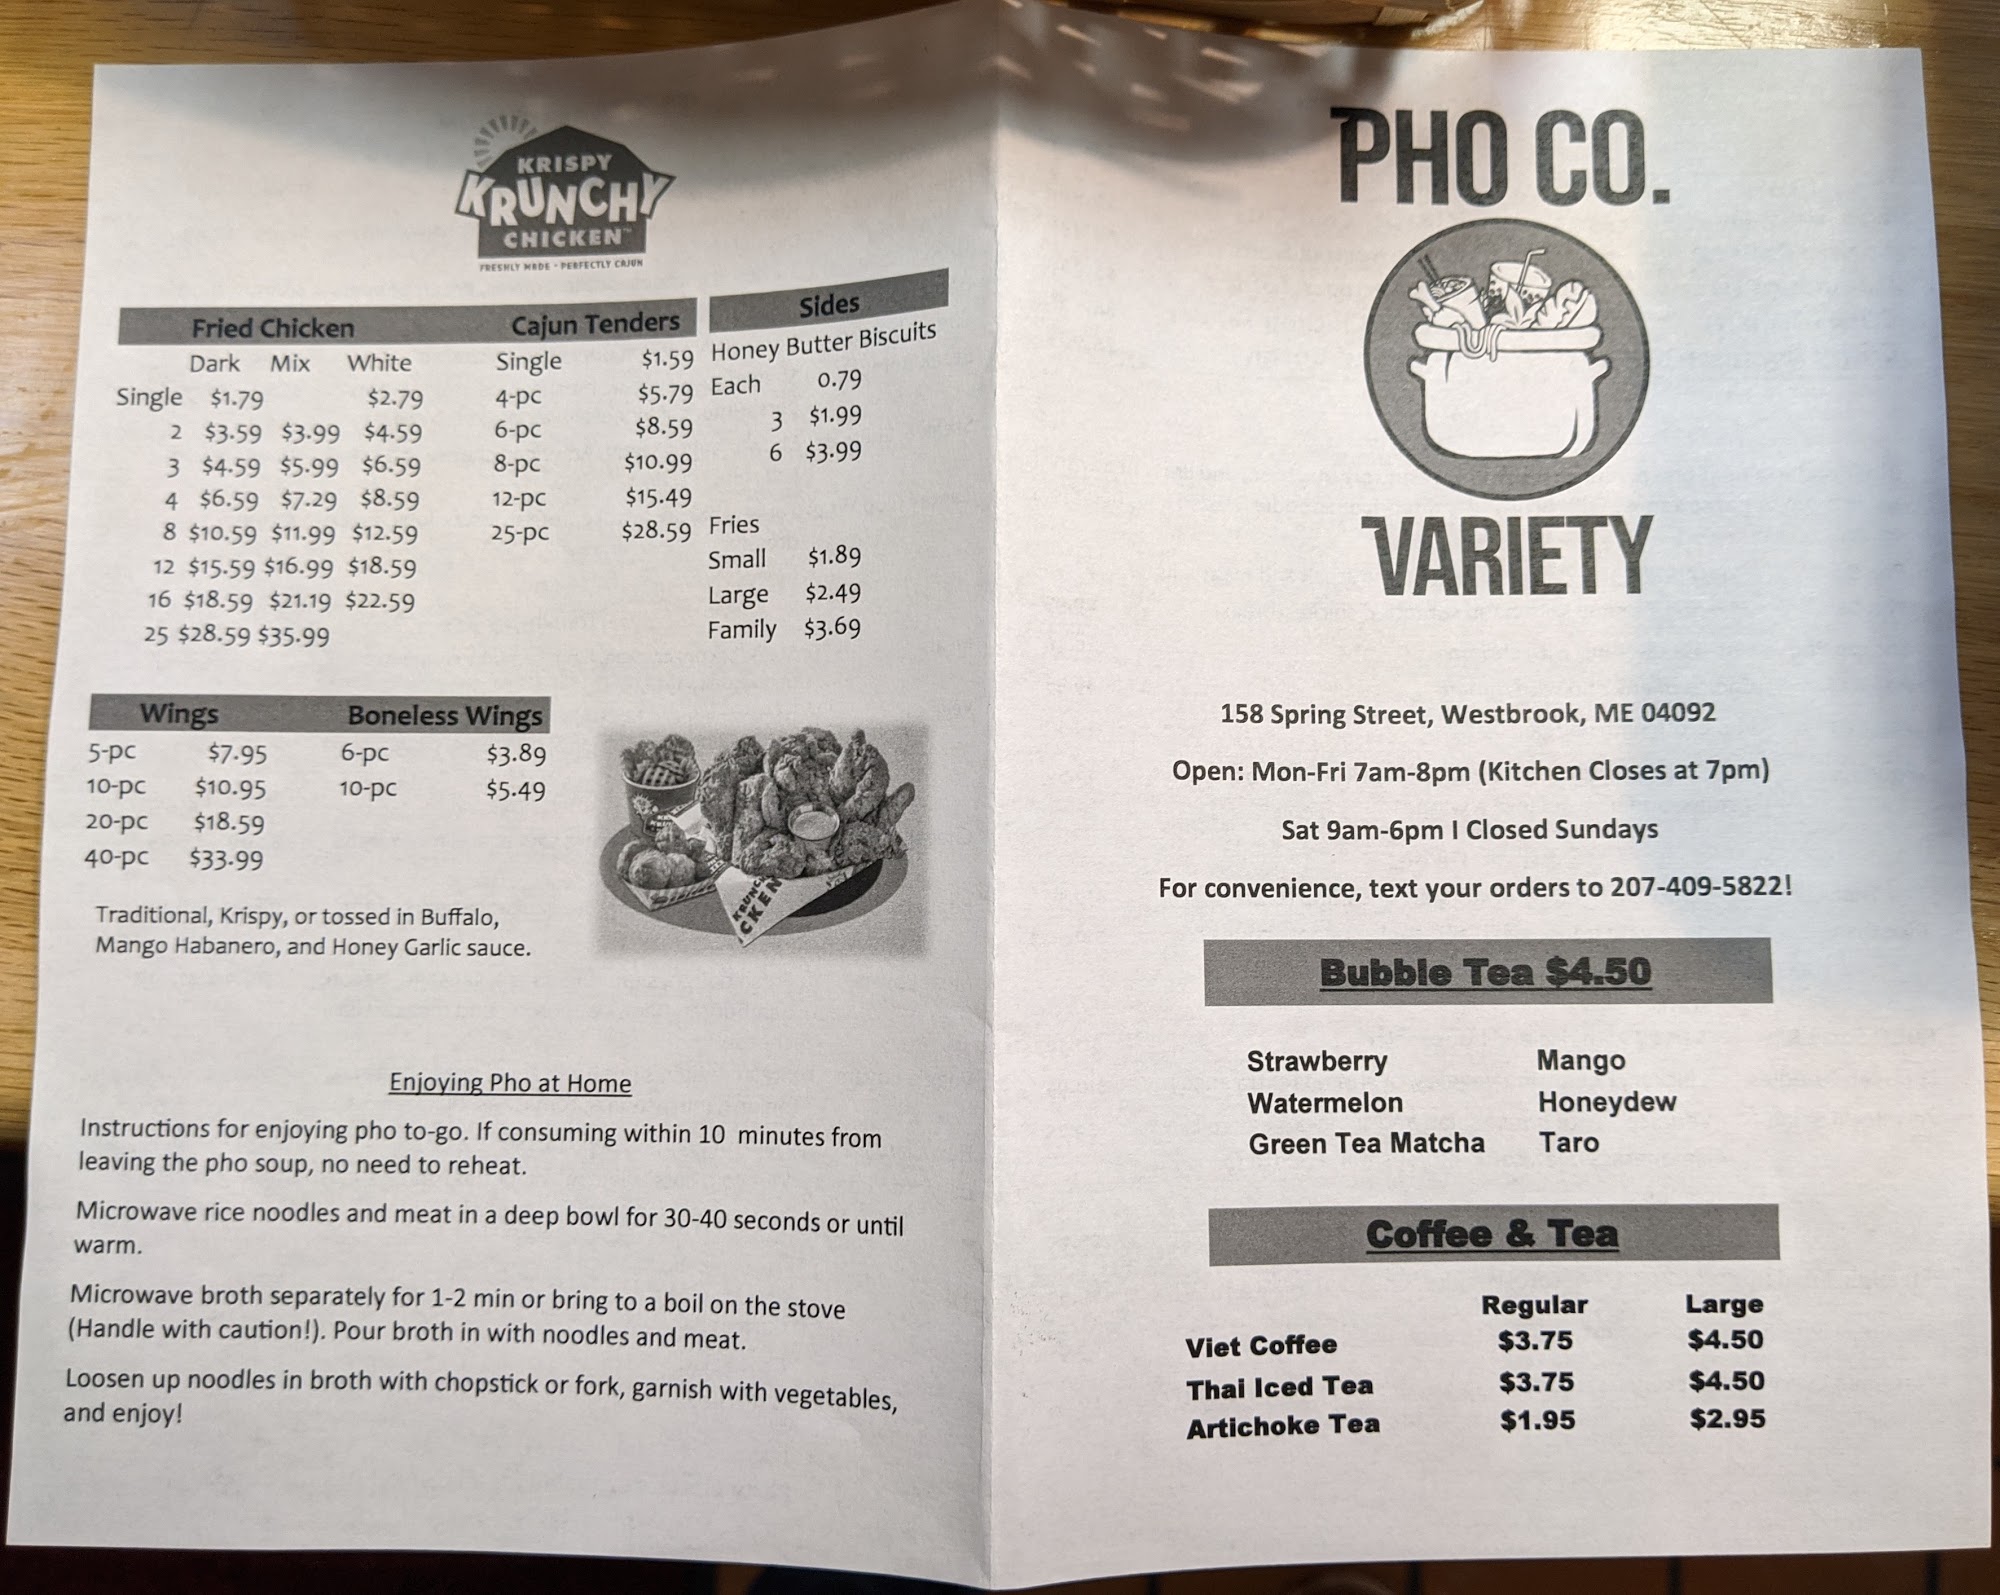 KRISPY
KRUNCHY
CHICKEN™
FRESHLY MADE • PERFECTLY CAJUN
Fried Chicken
Dark Mix White
Single $1.79 $2.79
2 $3.59 $3.99 $4.59
3 $4.59 $5.99 $6.59
4 $6.59 $7.29 $8.59
8 $10.59 $11.99 $12.59
12 $15.59 $16.99 $18.59
16 $18.59 $21.19 $22.59
25 $28.59 $35.99
Cajun Tenders
Single $1.59
4-pc $5.79
6-pc $8.59
8-pc $10.99
12-pc $15.49
25-pc $28.59
Sides
Honey Butter Biscuits
Each 0.79
3 $1.99
6 $3.99
Fries
Small $1.89
Large $2.49
Family $3.69
Wings
5-pc $7.95
10-pc $10.95
20-pc $18.59
40-pc $33.99
Boneless Wings
6-pc $3.89
10-pc $5.49
Traditional, Krispy, or tossed in Buffalo,
Mango Habanero, and Honey Garlic sauce.
Enjoying Pho at Home
Instructions for enjoying pho to-go. If consuming within 10 minutes from
leaving the pho soup, no need to reheat.
Microwave rice noodles and meat in a deep bowl for 30-40 seconds or until
warm.
Microwave broth separately for 1-2 min or bring to a boil on the stove
(Handle with caution!). Pour broth in with noodles and meat.
Loosen up noodles in broth with chopstick or fork, garnish with vegetables,
and enjoy!
PHO CO.
VARIETY
158 Spring Street, Westbrook, ME 04092
Open: Mon-Fri 7am-8pm (Kitchen Closes at 7pm)
Sat 9am-6pm I Closed Sundays
For convenience, text your orders to 207-409-5822!
Bubble Tea $4.50
Strawberry Mango
Watermelon Honeydew
Green Tea Matcha Taro
Coffee & Tea
Regular Large
Viet Coffee $3.75 $4.50
Thai Iced Tea $3.75 $4.50
Artichoke Tea $1.95 $2.95